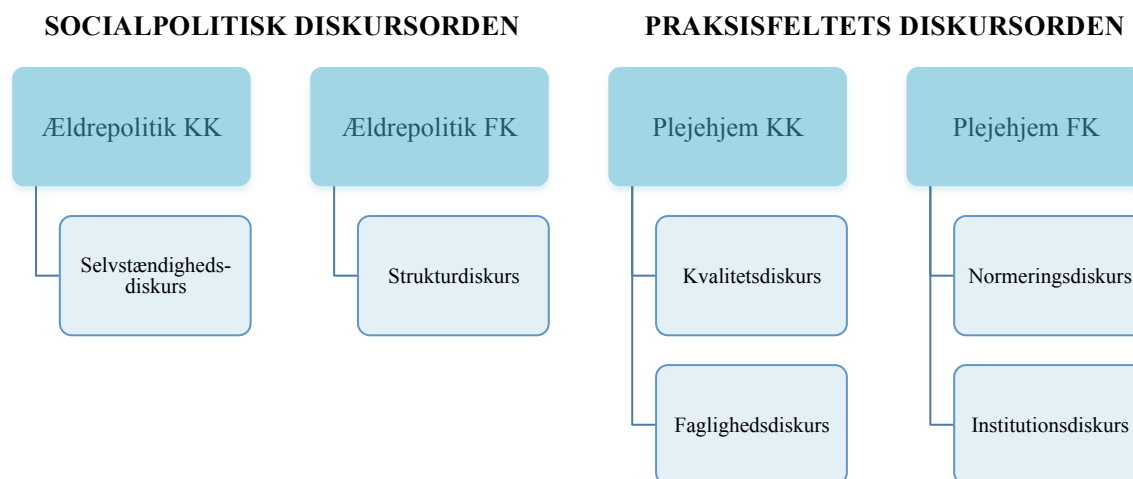 SOCIALPOLITISK DISKURSORDEN
PRAKSISFELTETS DISKURSORDEN
Ældrepolitik KK
Ældrepolitik FK
Plejehjem KK
Plejehjem FK
Selvstændigheds-
diskurs
Strukturdiskurs
Kvalitetsdiskurs
Normeringsdiskurs
Faglighedsdiskurs
Institutionsdiskurs